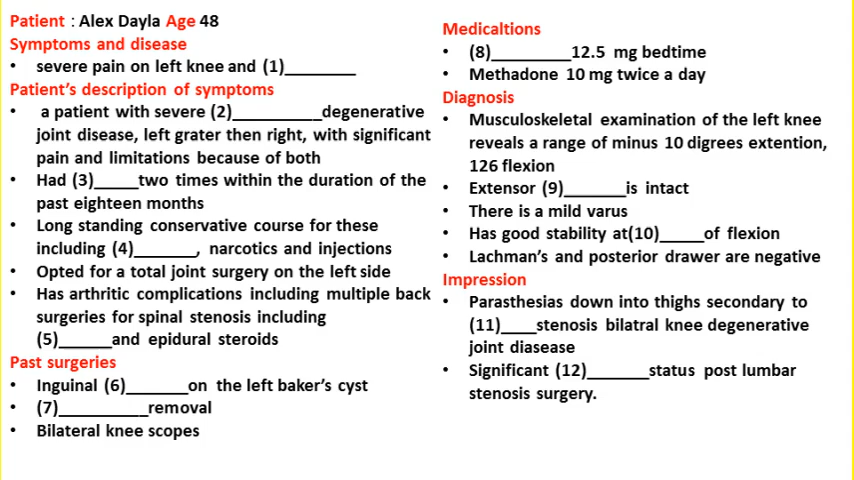 Patient : Alex Dayla Age 48
Symptoms and disease
• severe pain on left knee and (1)________
Patient's description of symptoms
• a patient with severe (2)__________degenerative
joint disease, left grater then right, with significant
pain and limitations because of both
• Had (3)_____two times within the duration of the
past eighteen months
• Long standing conservative course for these
including (4)_______, narcotics and injections
• Opted for a total joint surgery on the left side
• Has arthritic complications including multiple back
surgeries for spinal stenosis including
(5)______and epidural steroids
Past surgeries
• Inguinal (6)_______on the left baker's cyst
• (7)__________removal
• Bilateral knee scopes
Medicaltions
• (8)_________12.5 mg bedtime
• Methadone 10 mg twice a day
Diagnosis
• Musculoskeletal examination of the left knee
reveals a range of minus 10 digrees extention,
126 flexion
• Extensor (9)_______is intact
• There is a mild varus
• Has good stability at(10)_____of flexion
• Lachman's and posterior drawer are negative
Impression
• Parasthesias down into thighs secondary to
(11)____stenosis bilatral knee degenerative
joint diasease
• Significant (12)_______status post lumbar
stenosis surgery.